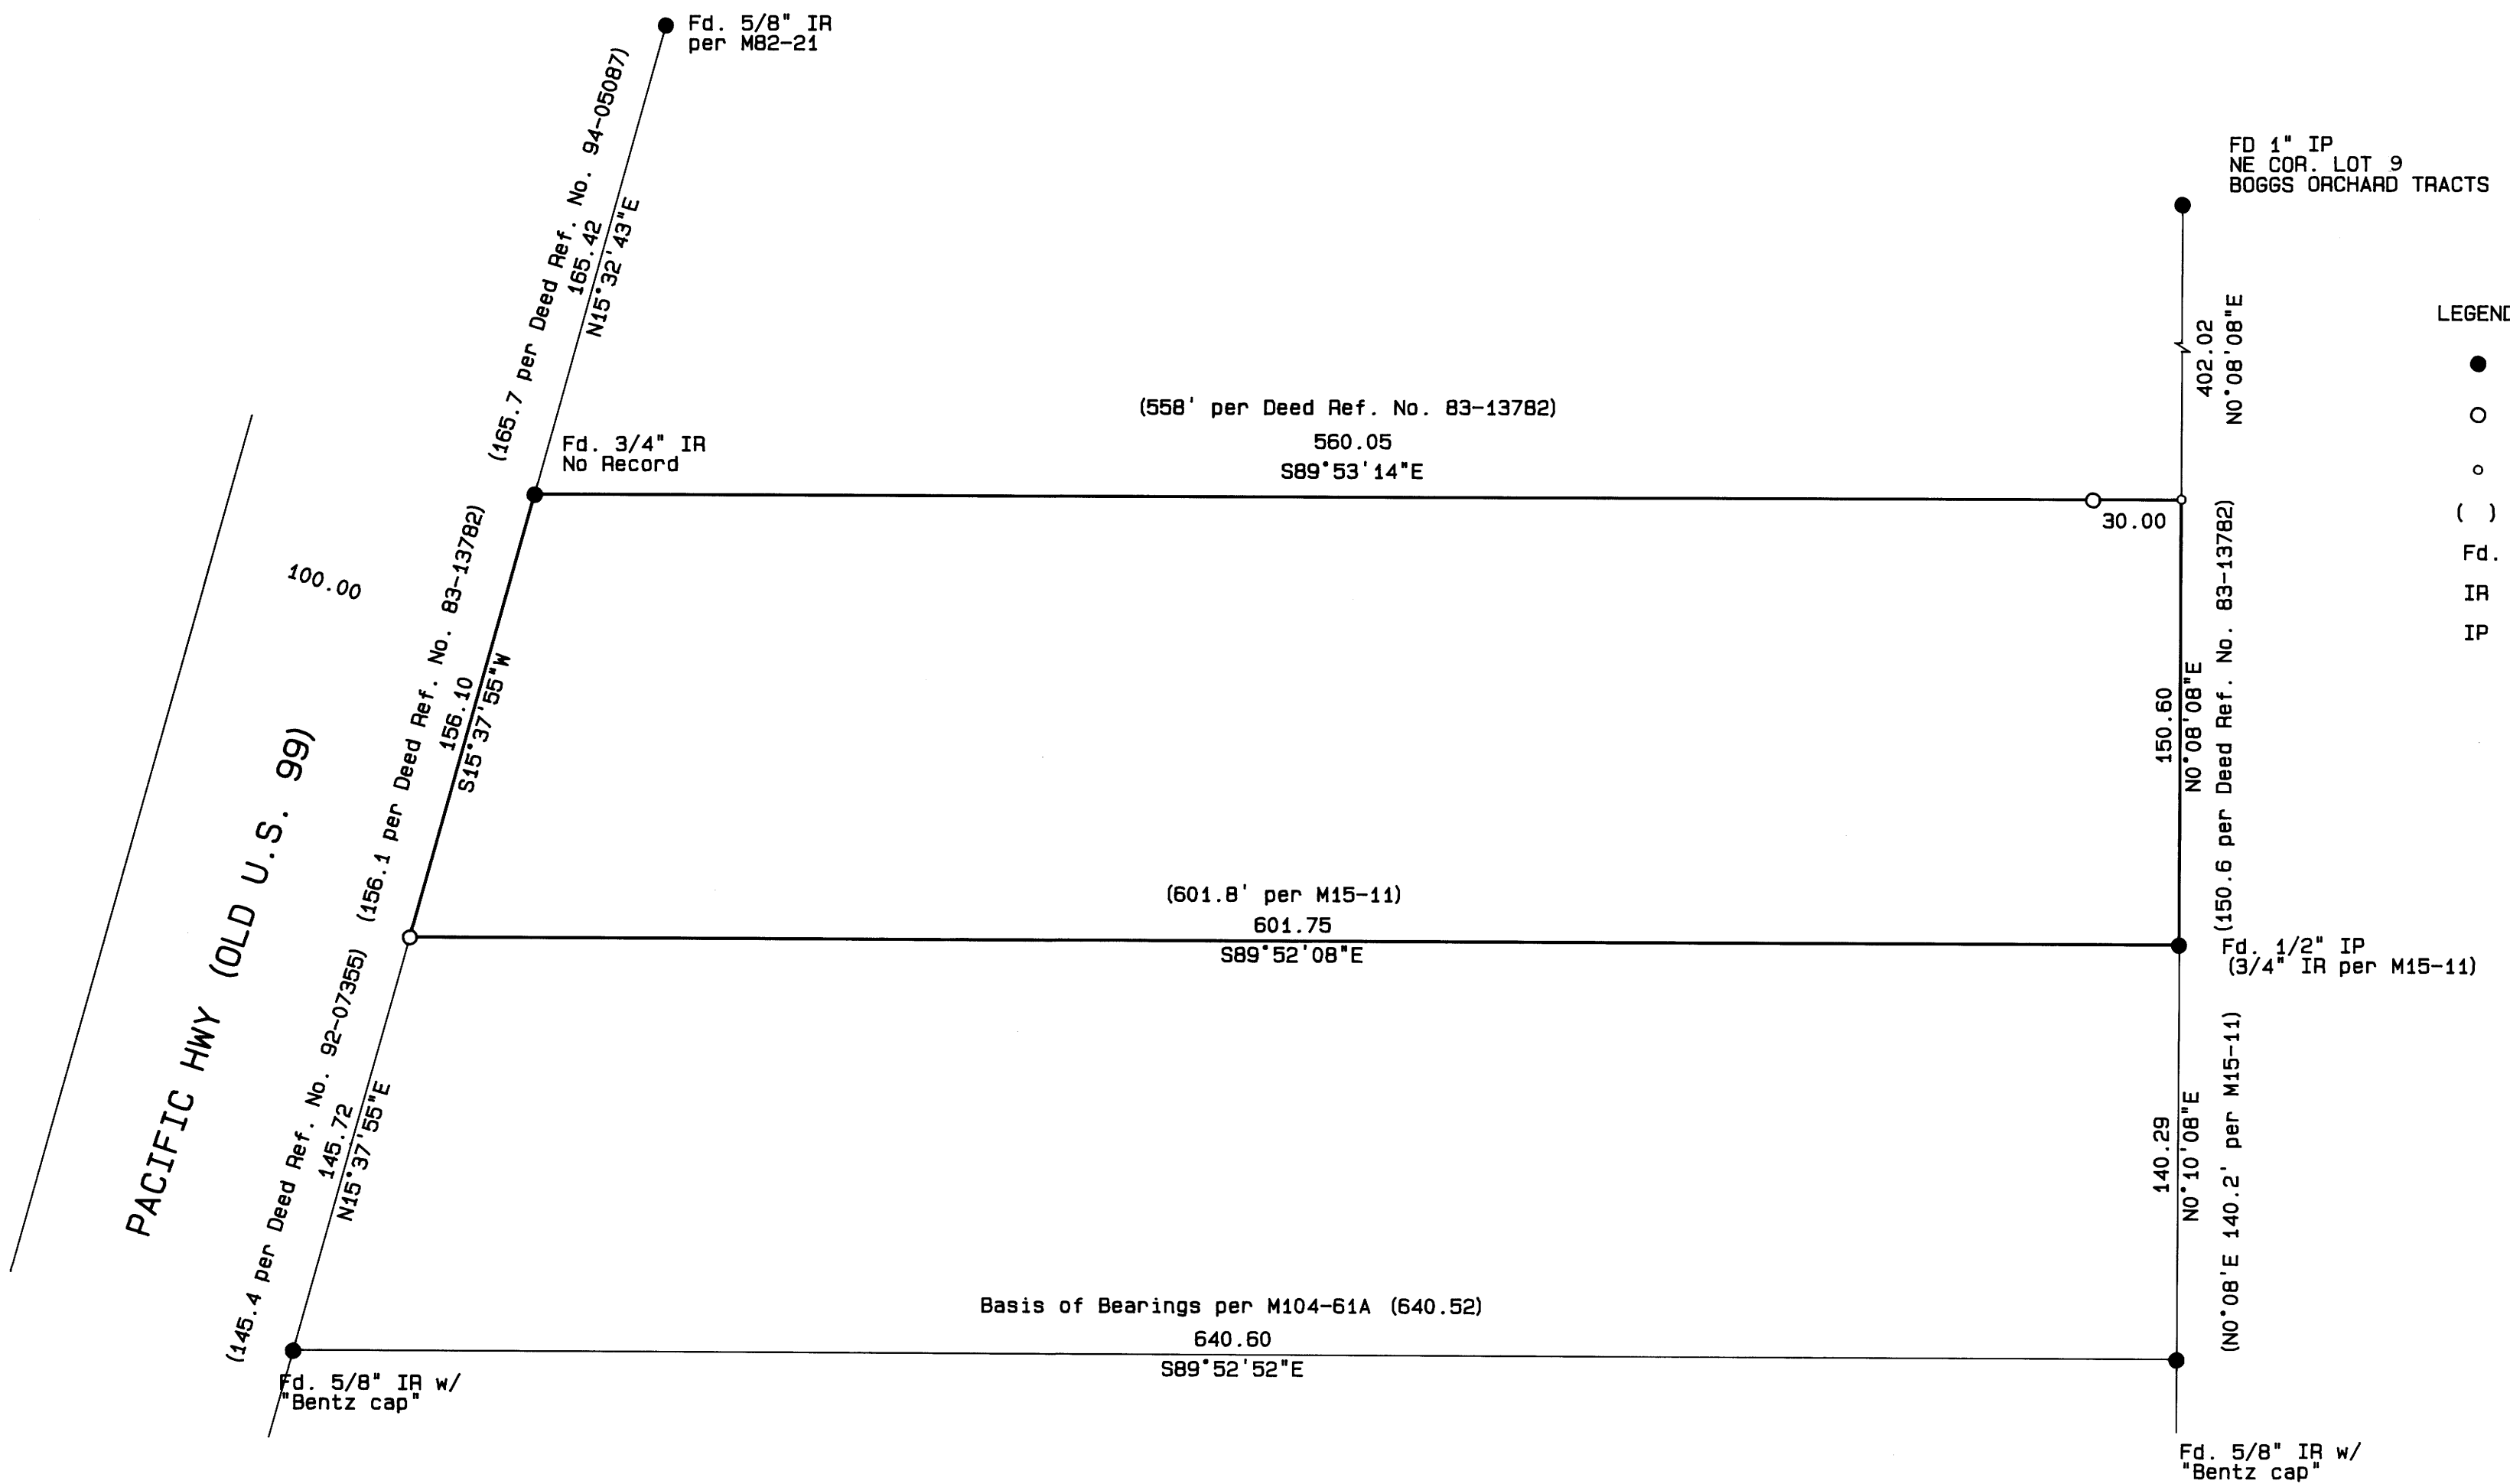 Fd. 5/8" IR
per M82-21
(165.7 per Deed Ref. No. 94-05087)
165.42
N15°32'43"E
FD 1" IP
NE COR. LOT 9
BOGGS ORCHARD TRACTS
402.02
N0°08'08"E
LEGEND
( )
Fd.
IR
IP
(558' per Deed Ref. No. 83-13782)
560.05
S89°53'14"E
Fd. 3/4" IR
No Record
30.00
100.00
(156.1 per Deed Ref. No. 83-13782)
156.10
S15°37'55"W
150.60
N0°08'08"E
(150.6 per Deed Ref. No. 83-13782)
PACIFIC HWY (OLD U.S. 99)
(601.8' per M15-11)
601.75
S89°52'08"E
Fd. 1/2" IP
(3/4" IR per M15-11)
(145.4 per Deed Ref. No. 92-07355)
145.72
N15°37'55"E
140.29
N0°10'08"E
(N0°08'E 140.2' per M15-11)
Basis of Bearings per M104-61A (640.52)
640.60
S89°52'52"E
Fd. 5/8" IR w/
"Bentz cap"
Fd. 5/8" IR w/
"Bentz cap"